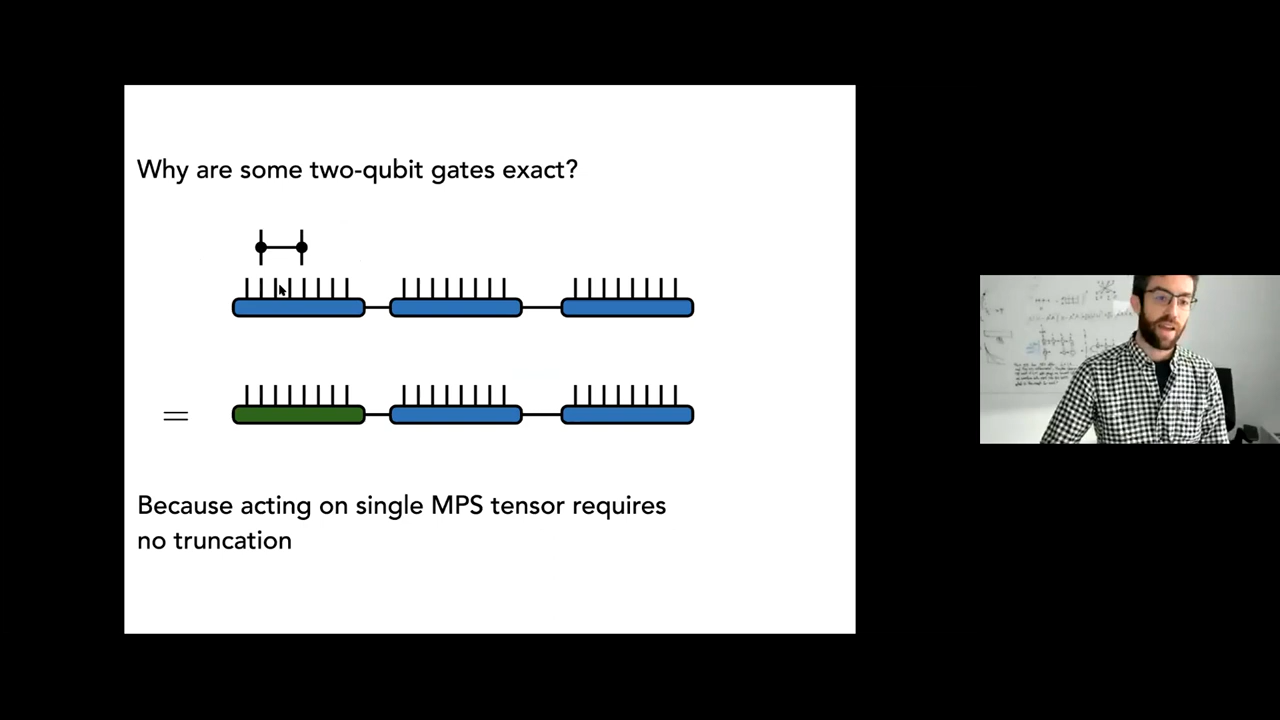 Why are some two-qubit gates exact?
=
Because acting on single MPS tensor requires
no truncation